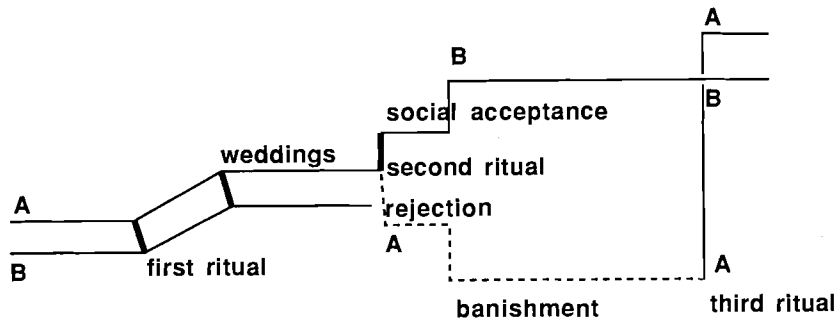 A
B
social acceptance
B
weddings
second ritual
A
rejection
B
first ritual
A
A
banishment
third ritual